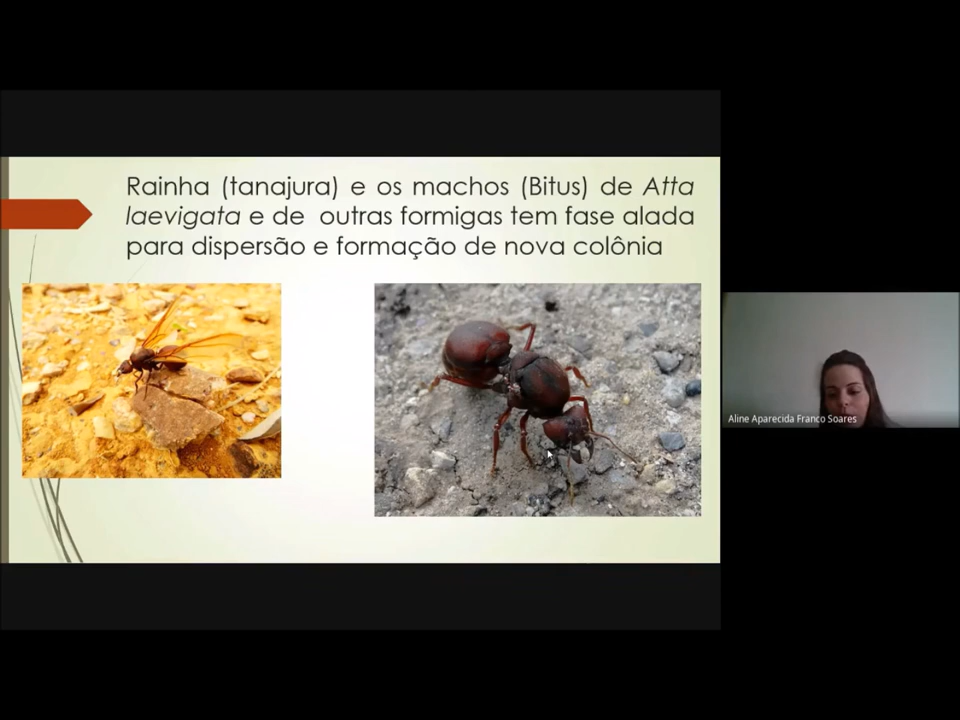 Rainha (tanajura) e os machos (Bitus) de Atta
laevigata e de outras formigas tem fase alada
para dispersão e formação de nova colônia
Aline Aparecida Franco Soares